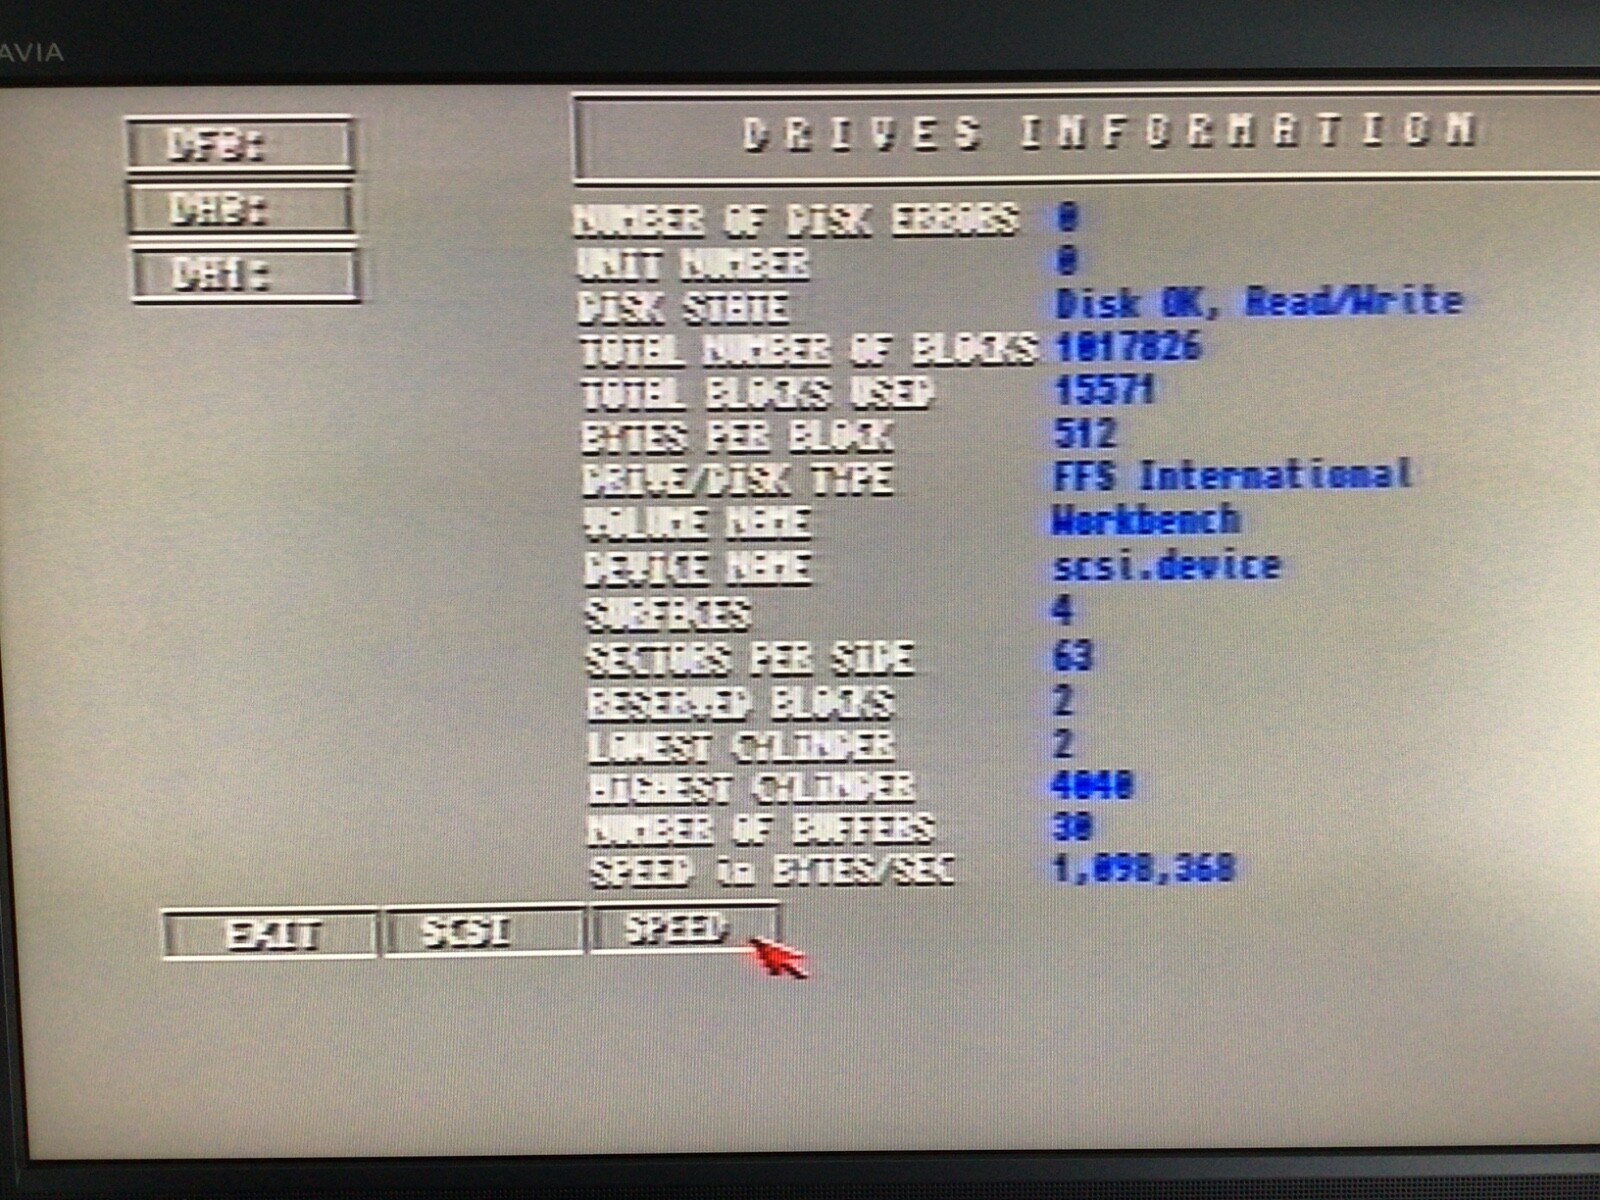 AVIA
DF0:
DH0:
DH1:
DRIVES INFORMATION
NUMBER OF DISK ERRORS 0
UNIT NUMBER 0
DISK STATE Disk OK, Read/Write
TOTAL NUMBER OF BLOCKS 1017826
TOTAL BLOCKS USED 15571
BYTES PER BLOCK 512
DRIVE/DISK TYPE FFS International
VOLUME NAME Workbench
DEVICE NAME scsi.device
SURFACES 4
SECTORS PER SIDE 63
RESERVED BLOCKS 2
LOWEST CYLINDER 2
HIGHEST CYLINDER 4040
NUMBER OF BUFFERS 30
SPEED in BYTES/SEC 1,098,368
EXIT SCSI SPEED